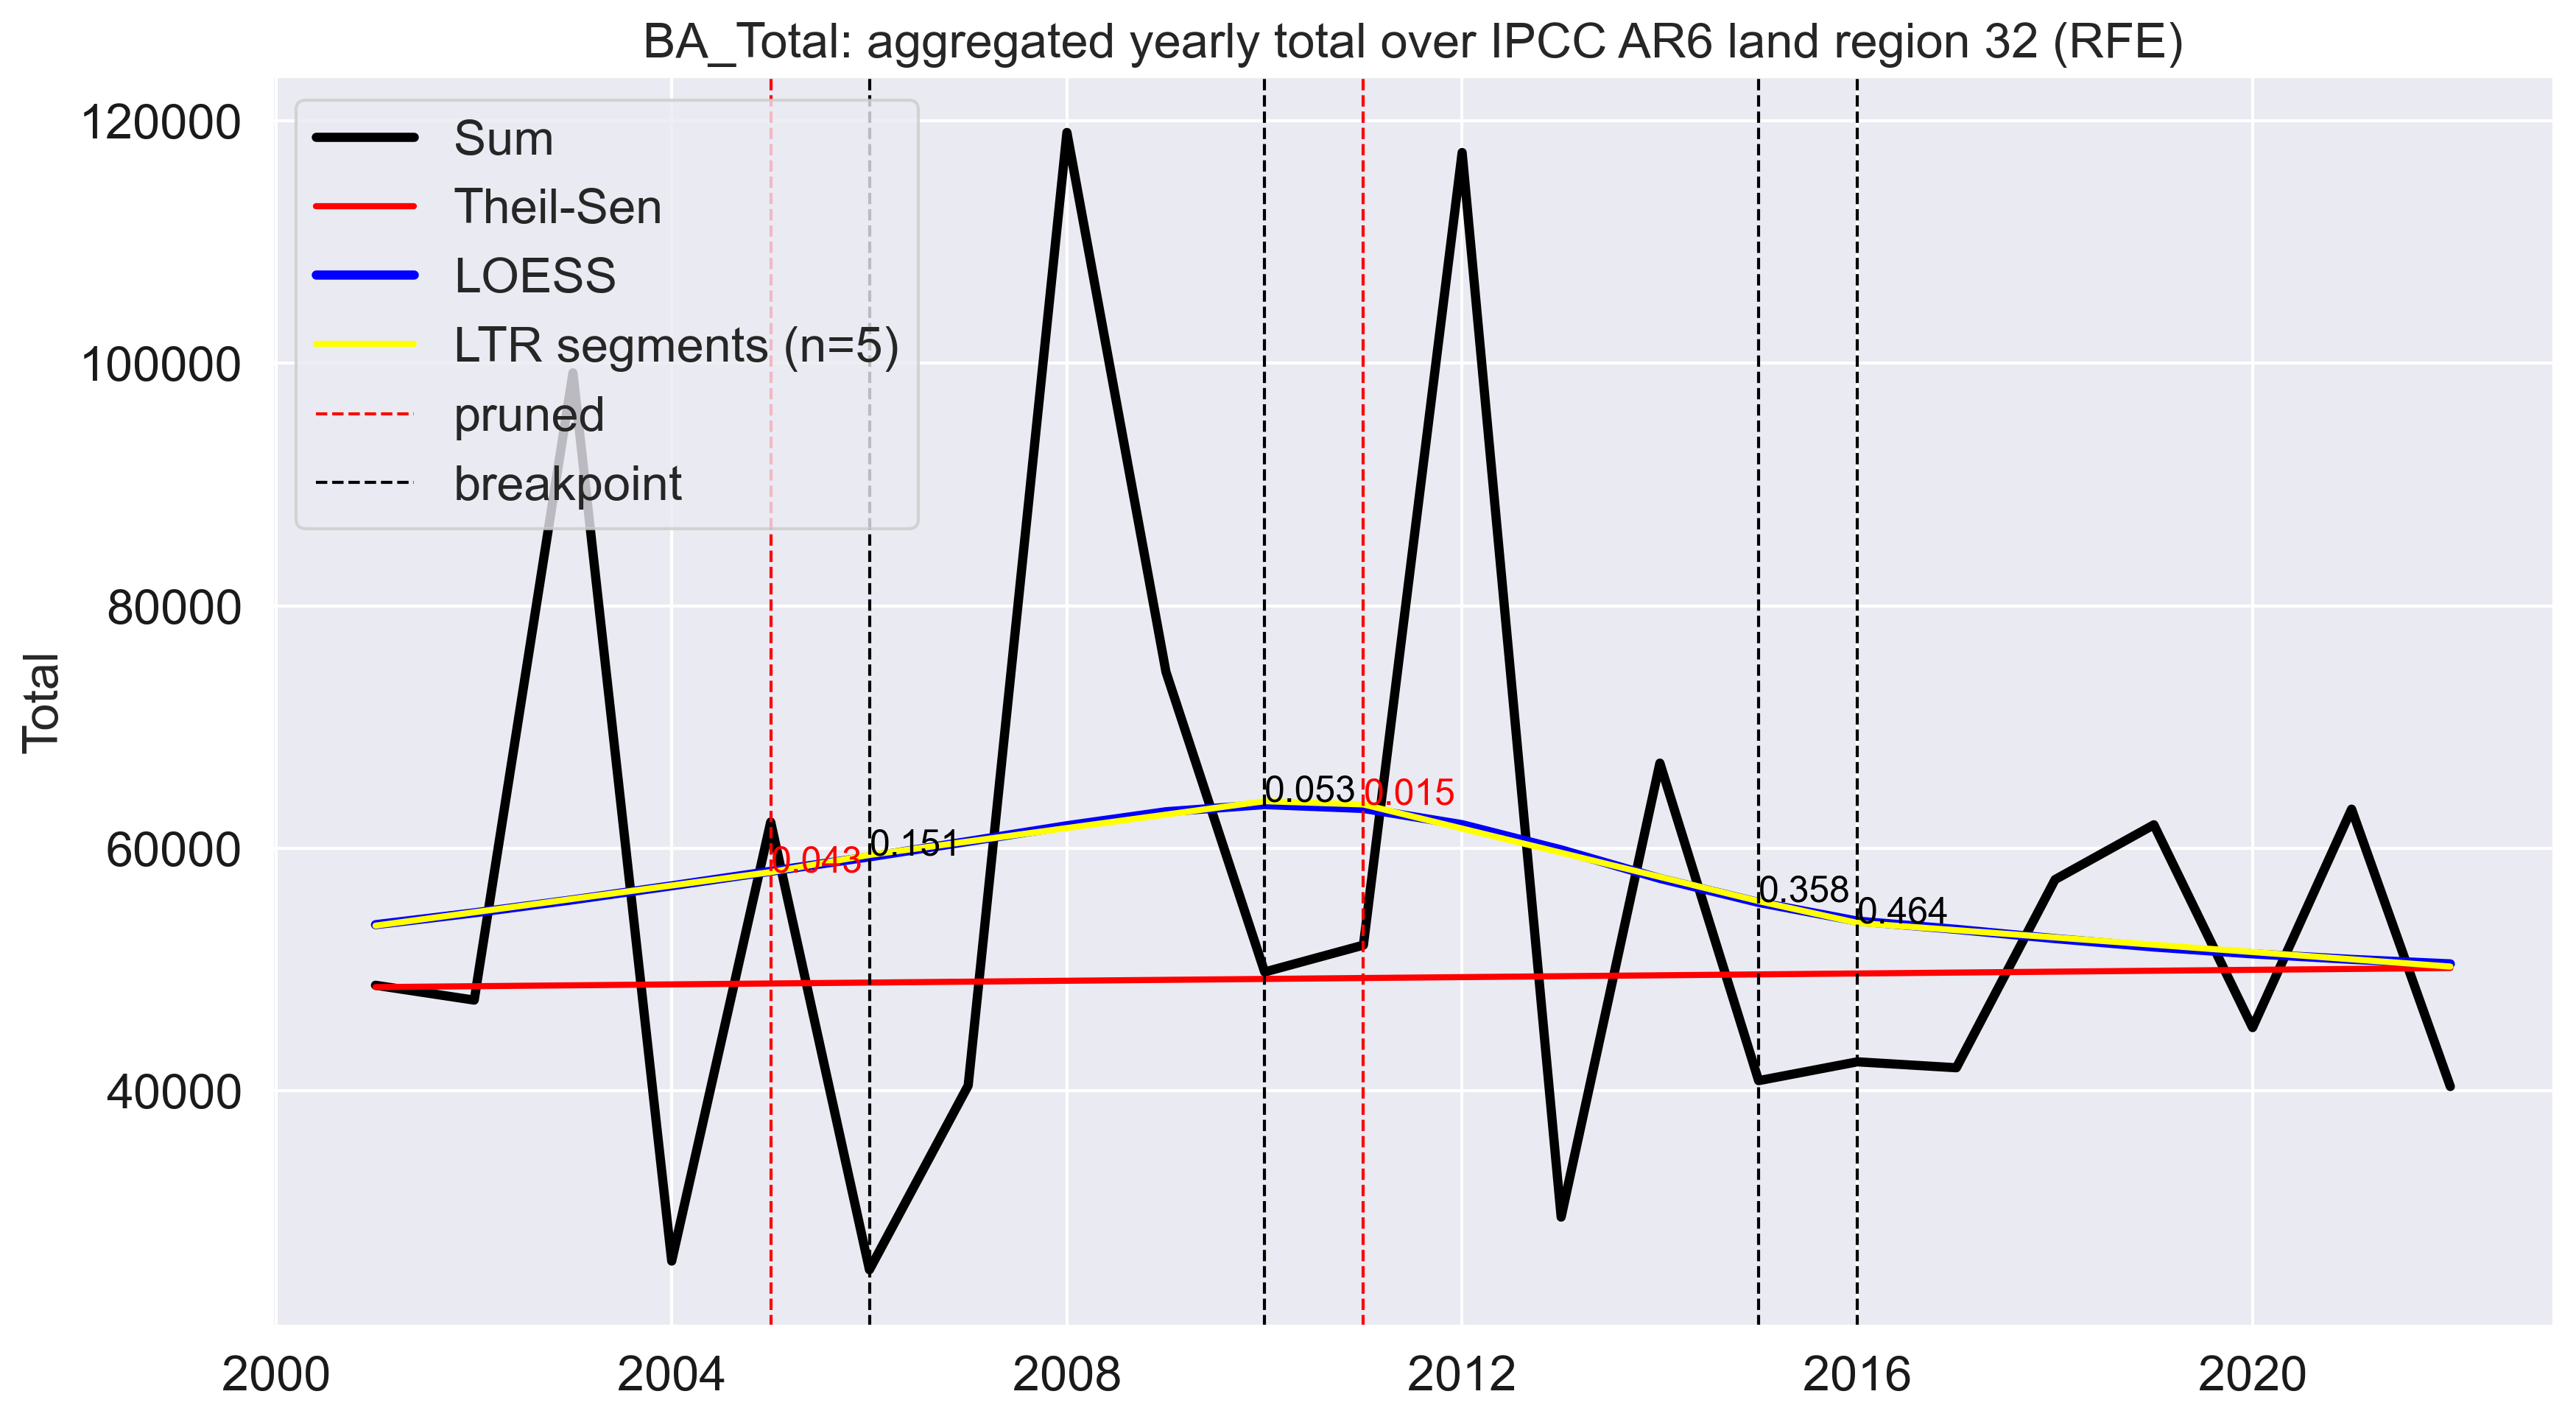 BA_Total: aggregated yearly total over IPCC AR6 land region 32 (RFE)
120000
100000
80000
60000
40000
Total
Sum
Theil-Sen
LOESS
LTR segments (n=5)
pruned
breakpoint
0.043
0.151
0.053
0.015
0.358
0.464
2000
2004
2008
2012
2016
2020